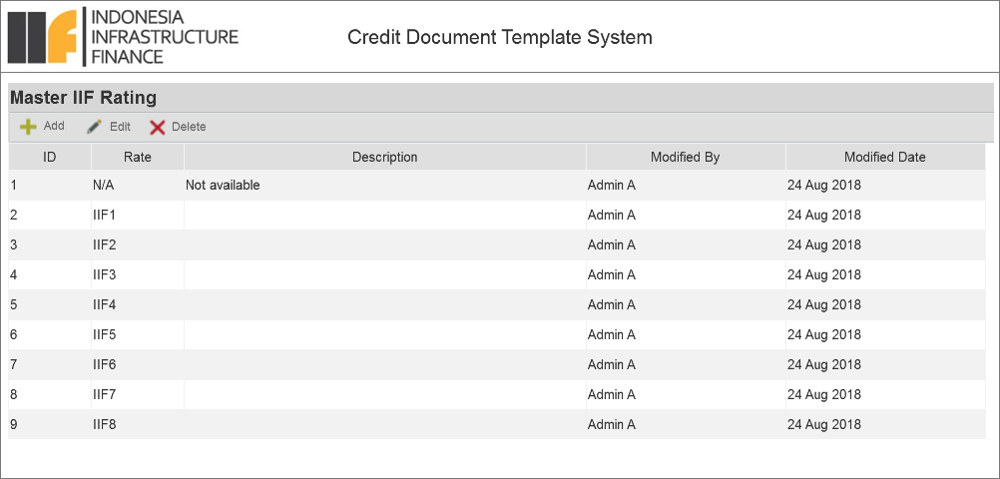 INDONESIA
INFRASTRUCTURE
FINANCE
Credit Document Template System
Master IIF Rating
Add Edit Delete
ID Rate Description Modified By Modified Date
1 N/A Not available Admin A 24 Aug 2018
2 IIF1 Admin A 24 Aug 2018
3 IIF2 Admin A 24 Aug 2018
4 IIF3 Admin A 24 Aug 2018
5 IIF4 Admin A 24 Aug 2018
6 IIF5 Admin A 24 Aug 2018
7 IIF6 Admin A 24 Aug 2018
8 IIF7 Admin A 24 Aug 2018
9 IIF8 Admin A 24 Aug 2018